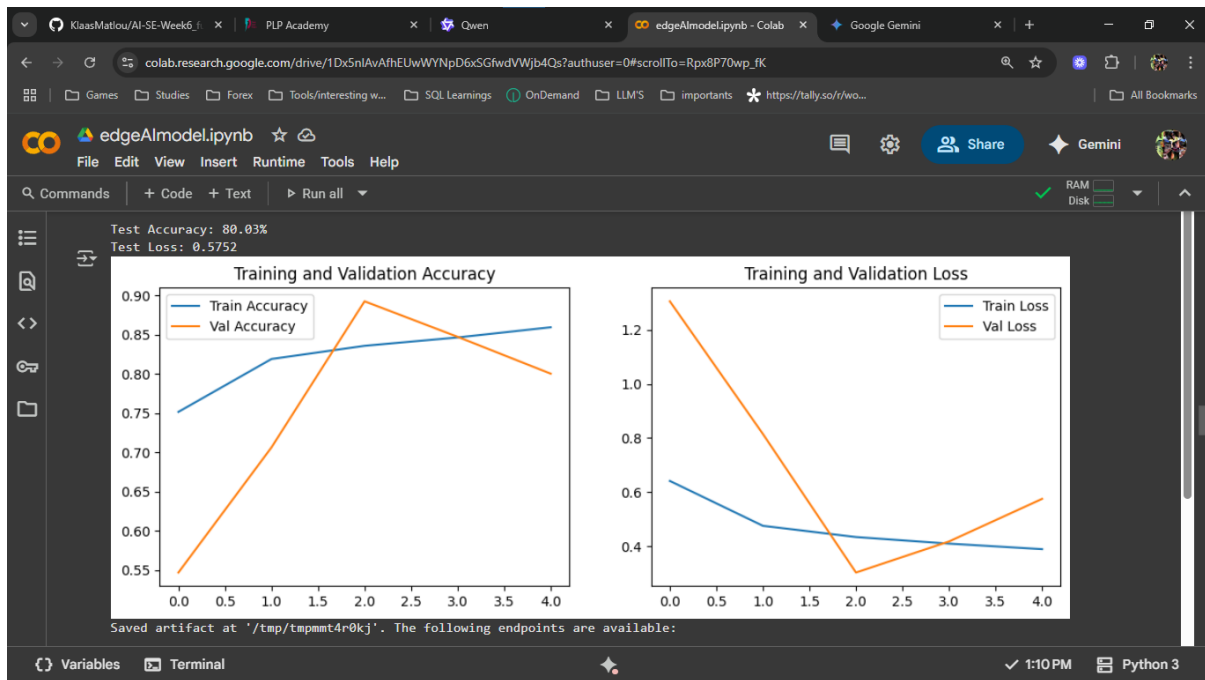 KlaasMatlou/AI-SE-Week6_f
PLP Academy
Qwen
edgeAImodel.ipynb - Colab
Google Gemini
colab.research.google.com/drive/1Dx5nIAvAfhEUwWYNpD6xSGfwdVWjb4Qs?authuser=0#scrollTo=Rpx8P70wp_fK
Games Studies Forex Tools/interesting w... SQL Learnings OnDemand LLM'S importants https://tally.so/r/wo... All Bookmarks
edgeAImodel.ipynb
File Edit View Insert Runtime Tools Help
Share
Gemini
Commands + Code + Text Run all
RAM
Disk
Test Accuracy: 80.03%
Test Loss: 0.5752
Training and Validation Accuracy
Train Accuracy
Val Accuracy
0.90
0.85
0.80
0.75
0.70
0.65
0.60
0.55
0.0 0.5 1.0 1.5 2.0 2.5 3.0 3.5 4.0
Training and Validation Loss
Train Loss
Val Loss
1.2
1.0
0.8
0.6
0.4
0.0 0.5 1.0 1.5 2.0 2.5 3.0 3.5 4.0
Saved artifact at '/tmp/tmpmmt4r0kj'. The following endpoints are available:
Variables Terminal 1:10 PM Python 3